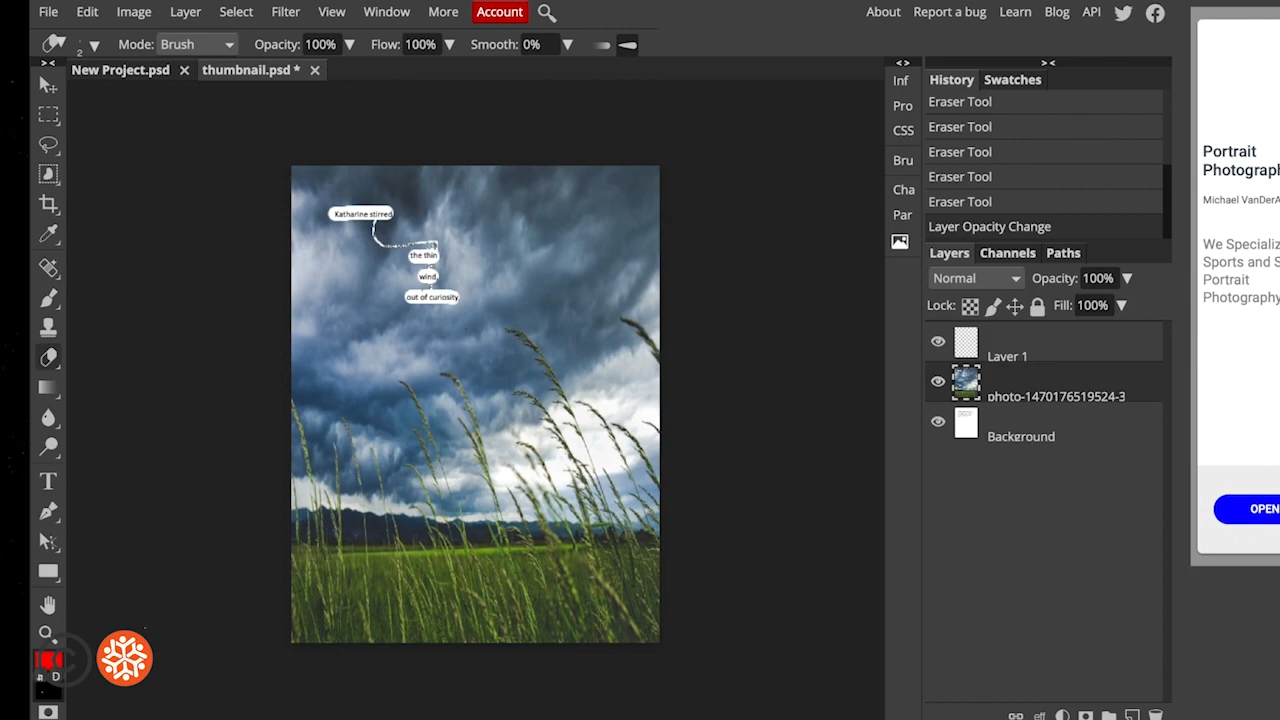 File Edit Image Layer Select Filter View Window More Account
About Report a bug Learn Blog API
2 Mode: Brush Opacity: 100% Flow: 100% Smooth: 0%
New Project.psd thumbnail.psd *
Inf
Pro
CSS
Bru
Cha
Par
History Swatches
Eraser Tool
Eraser Tool
Eraser Tool
Eraser Tool
Eraser Tool
Layer Opacity Change
Layers Channels Paths
Normal Opacity: 100%
Lock: Fill: 100%
Layer 1
photo-1470176519524-3
Background
eff
Katharine stirred
the thin
wind,
out of curiosity
T
D
Portrait
Photograph
Michael VanDerA
We Specializ
Sports and S
Portrait
Photography
OPEN